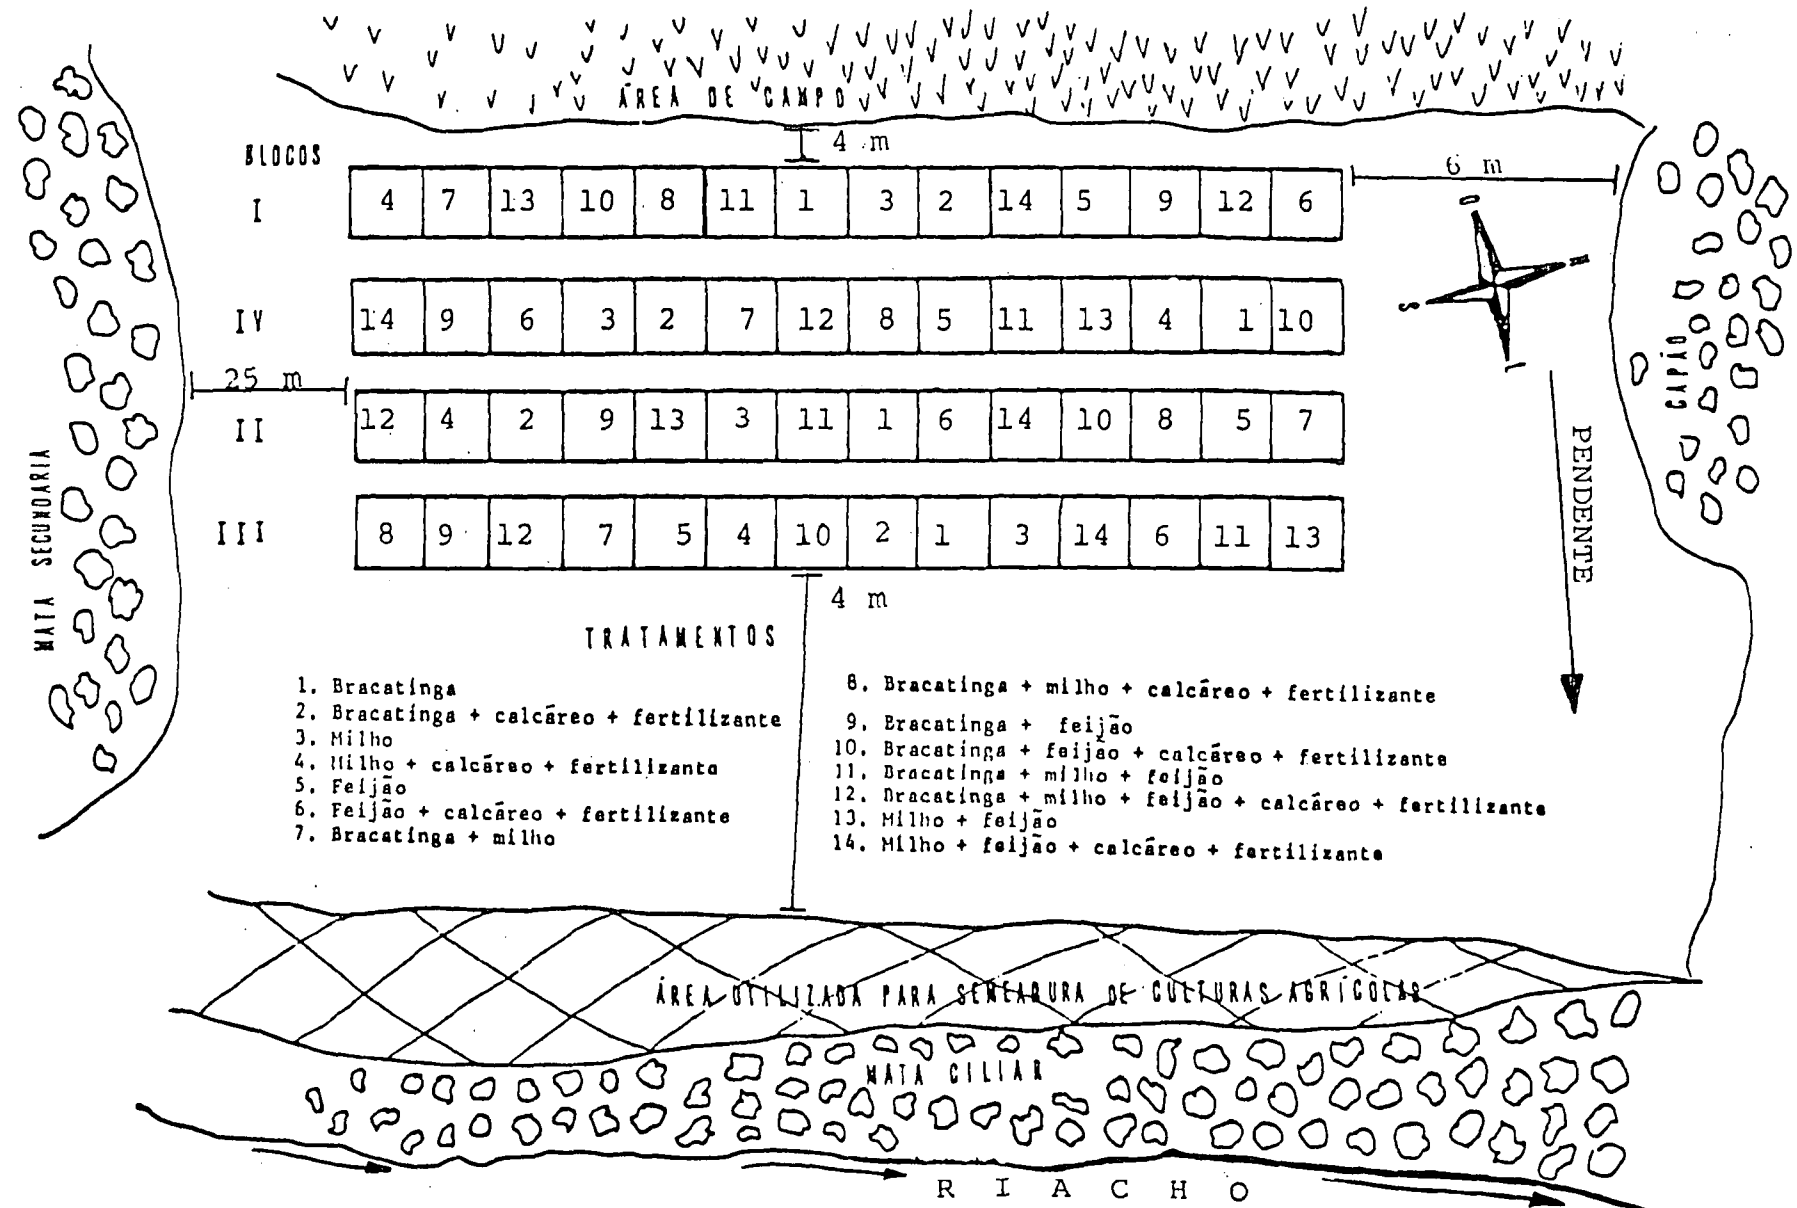 ÁREA DE CAMPO
4 m
BLOCOS
6 m
I 4 7 13 10 8 11 1 3 2 14 5 9 12 6
O
N
S
L
IV 14 9 6 3 2 7 12 8 5 11 13 4 1 10
25 m
II 12 4 2 9 13 3 11 1 6 14 10 8 5 7
III 8 9 12 7 5 4 10 2 1 3 14 6 11 13
MATA SECUNDARIA
CAPÃO
PENDENTE
4 m
TRATAMENTOS
1. Bracatinga
2. Bracatinga + calcáreo + fertilizante
3. Milho
4. Milho + calcáreo + fertilizante
5. Feijão
6. Feijão + calcáreo + fertilizante
7. Bracatinga + milho
8. Bracatinga + milho + calcáreo + fertilizante
9. Bracatinga + feijão
10. Bracatinga + feijão + calcáreo + fertilizante
11. Bracatinga + milho + feijão
12. Bracatinga + milho + feijão + calcáreo + fertilizante
13. Milho + feijão
14. Milho + feijão + calcáreo + fertilizante
ÁREA UTILIZADA PARA SEMEADURA DE CULTURAS AGRÍCOLAS
MATA CILIAR
RIACHO